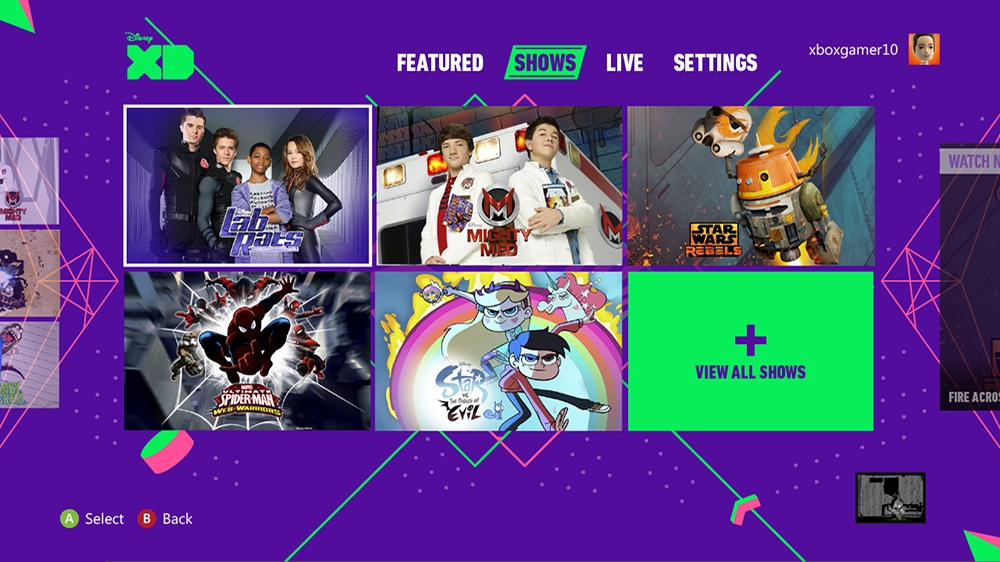 Disney
XD
FEATURED SHOWS LIVE SETTINGS
xboxgamer10
Lab
Rats
MIGHTY
MED
STAR
WARS
REBELS
MARVEL
ULTIMATE
SPIDER-MAN
WEB-WARRIORS
Disney
Star
vs
THE FORCES OF
EVIL
VIEW ALL SHOWS
MIGHTY
MED
WATCH N
FIRE ACROS
A Select B Back